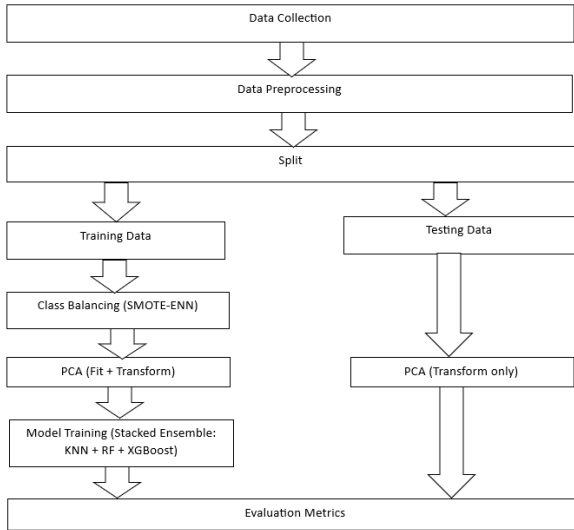 Data Collection
Data Preprocessing
Split
Training Data
Testing Data
Class Balancing (SMOTE-ENN)
PCA (Fit + Transform)
PCA (Transform only)
Model Training (Stacked Ensemble:
KNN + RF + XGBoost)
Evaluation Metrics